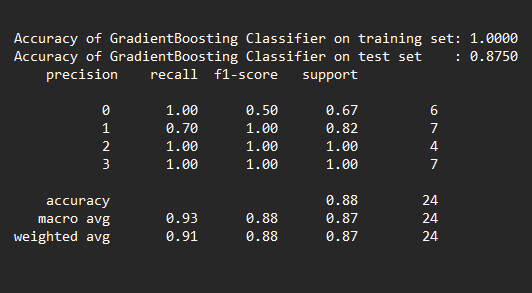 Accuracy of GradientBoosting Classifier on training set: 1.0000
Accuracy of GradientBoosting Classifier on test set    : 0.8750
    precision    recall  f1-score   support

           0       1.00      0.50      0.67         6
           1       0.70      1.00      0.82         7
           2       1.00      1.00      1.00         4
           3       1.00      1.00      1.00         7

    accuracy                           0.88        24
   macro avg       0.93      0.88      0.87        24
weighted avg       0.91      0.88      0.87        24